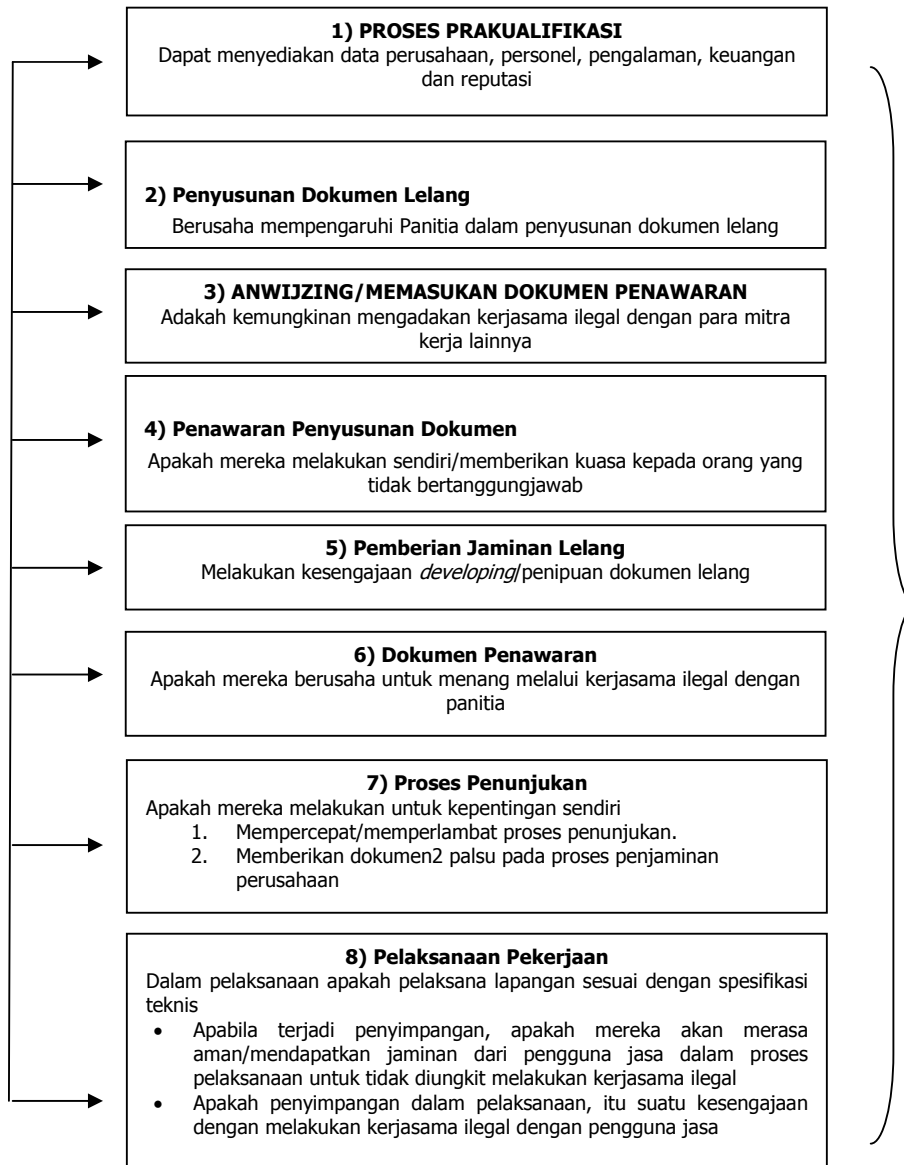 1) PROSES PRAKUALIFIKASI
Dapat menyediakan data perusahaan, personel, pengalaman, keuangan
dan reputasi
2) Penyusunan Dokumen Lelang
Berusaha mempengaruhi Panitia dalam penyusunan dokumen lelang
3) ANWIJZING/MEMASUKAN DOKUMEN PENAWARAN
Adakah kemungkinan mengadakan kerjasama ilegal dengan para mitra
kerja lainnya
4) Penawaran Penyusunan Dokumen
Apakah mereka melakukan sendiri/memberikan kuasa kepada orang yang
tidak bertanggungjawab
5) Pemberian Jaminan Lelang
Melakukan kesengajaan developing/penipuan dokumen lelang
6) Dokumen Penawaran
Apakah mereka berusaha untuk menang melalui kerjasama ilegal dengan
panitia
7) Proses Penunjukan
Apakah mereka melakukan untuk kepentingan sendiri
1. Mempercepat/memperlambat proses penunjukan.
2. Memberikan dokumen2 palsu pada proses penjaminan
perusahaan
8) Pelaksanaan Pekerjaan
Dalam pelaksanaan apakah pelaksana lapangan sesuai dengan spesifikasi
teknis
• Apabila terjadi penyimpangan, apakah mereka akan merasa
aman/mendapatkan jaminan dari pengguna jasa dalam proses
pelaksanaan untuk tidak diungkit melakukan kerjasama ilegal
• Apakah penyimpangan dalam pelaksanaan, itu suatu kesengajaan
dengan melakukan kerjasama ilegal dengan pengguna jasa